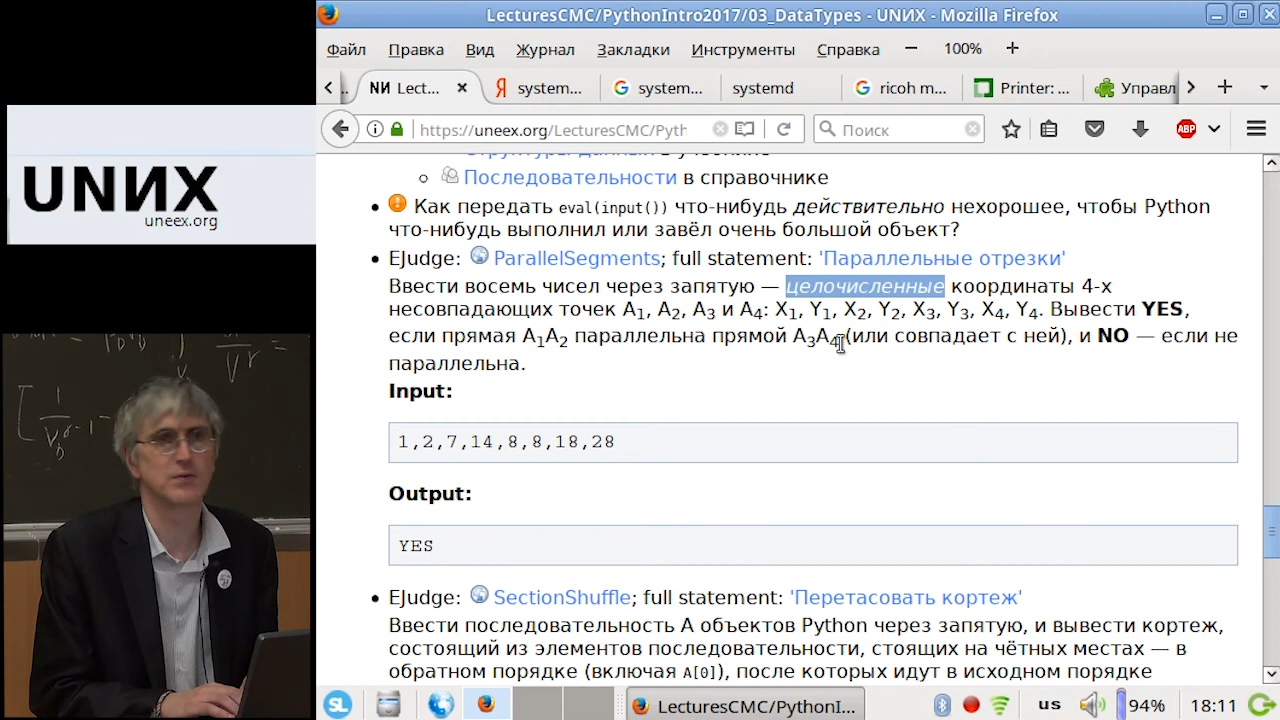 LecturesCMC/PythonIntro2017/03_DataTypes - UNИX - Mozilla Firefox
Файл Правка Вид Журнал Закладки Инструменты Справка — 100% +
NИ Lect... system... system... systemd ricoh m... Printer: ... Управл
https://uneex.org/LecturesCMC/Pyth Поиск ABP
UNИX
uneex.org
Структуры данных в учебнике
Последовательности в справочнике
Как передать eval(input()) что-нибудь действительно нехорошее, чтобы Python
что-нибудь выполнил или завёл очень большой объект?
EJudge: ParallelSegments; full statement: 'Параллельные отрезки'
Ввести восемь чисел через запятую — целочисленные координаты 4-х
несовпадающих точек A1, A2, A3 и A4: X1, Y1, X2, Y2, X3, Y3, X4, Y4. Вывести YES,
если прямая A1A2 параллельна прямой A3A4 (или совпадает с ней), и NO — если не
параллельна.
Input:
1,2,7,14,8,8,18,28
Output:
YES
EJudge: SectionShuffle; full statement: 'Перетасовать кортеж'
Ввести последовательность A объектов Python через запятую, и вывести кортеж,
состоящий из элементов последовательности, стоящих на чётных местах — в
обратном порядке (включая A[0]), после которых идут в исходном порядке
SL LecturesCMC/PythonI... us 94% 18:11